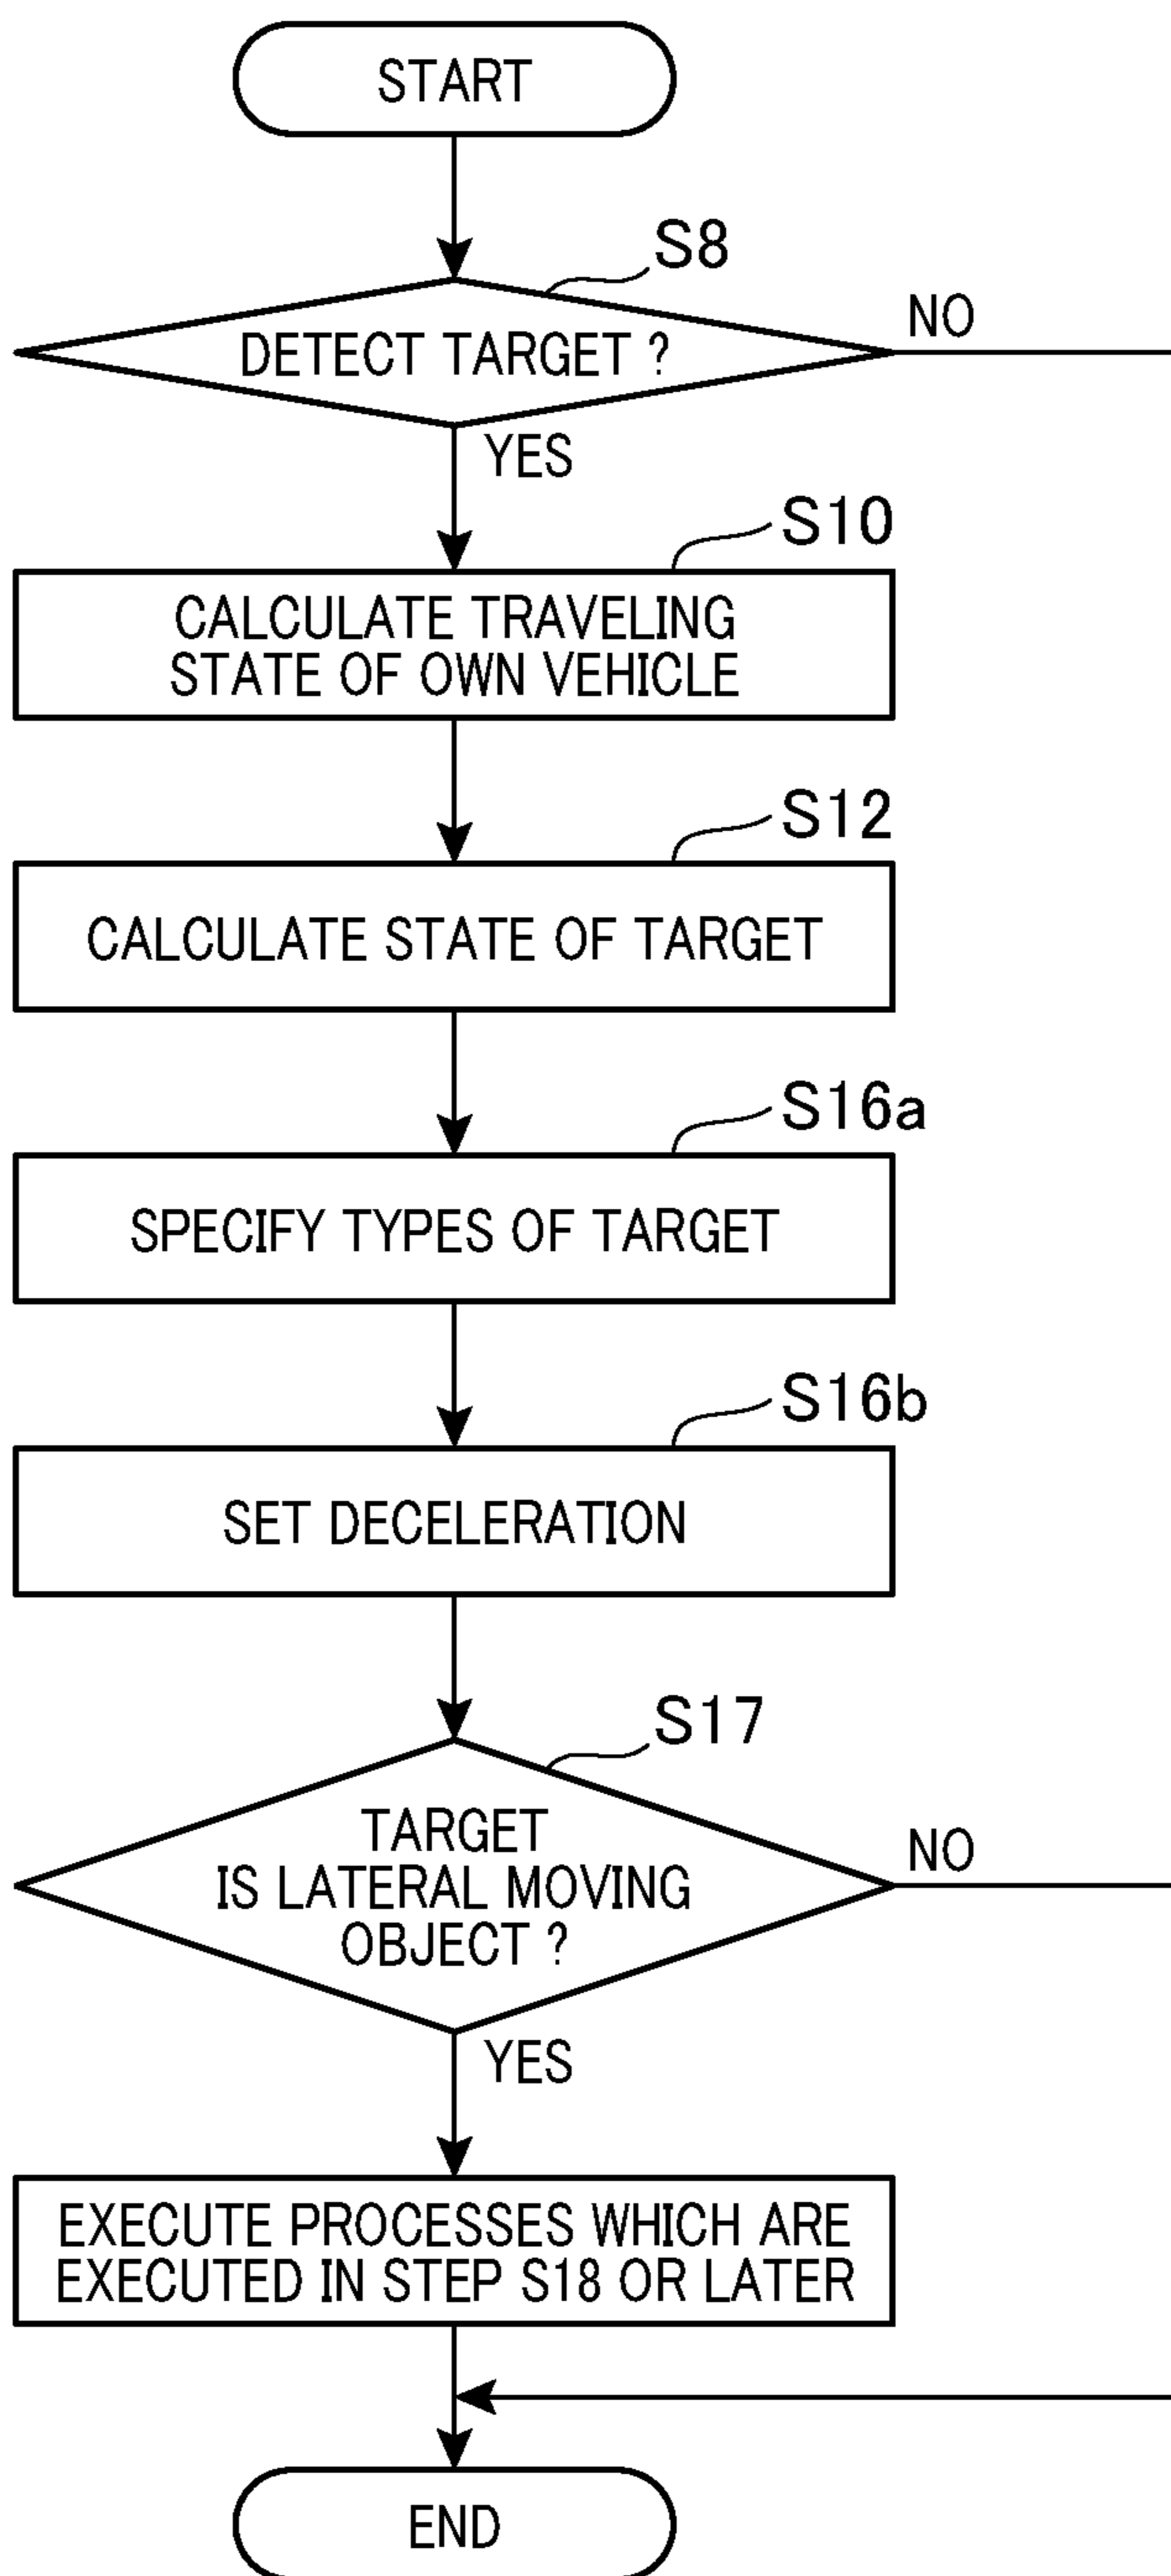 START
S8
DETECT TARGET ?
NO
YES
S10
CALCULATE TRAVELING
STATE OF OWN VEHICLE
S12
CALCULATE STATE OF TARGET
S16a
SPECIFY TYPES OF TARGET
S16b
SET DECELERATION
S17
TARGET
IS LATERAL MOVING
OBJECT ?
NO
YES
EXECUTE PROCESSES WHICH ARE
EXECUTED IN STEP S18 OR LATER
END